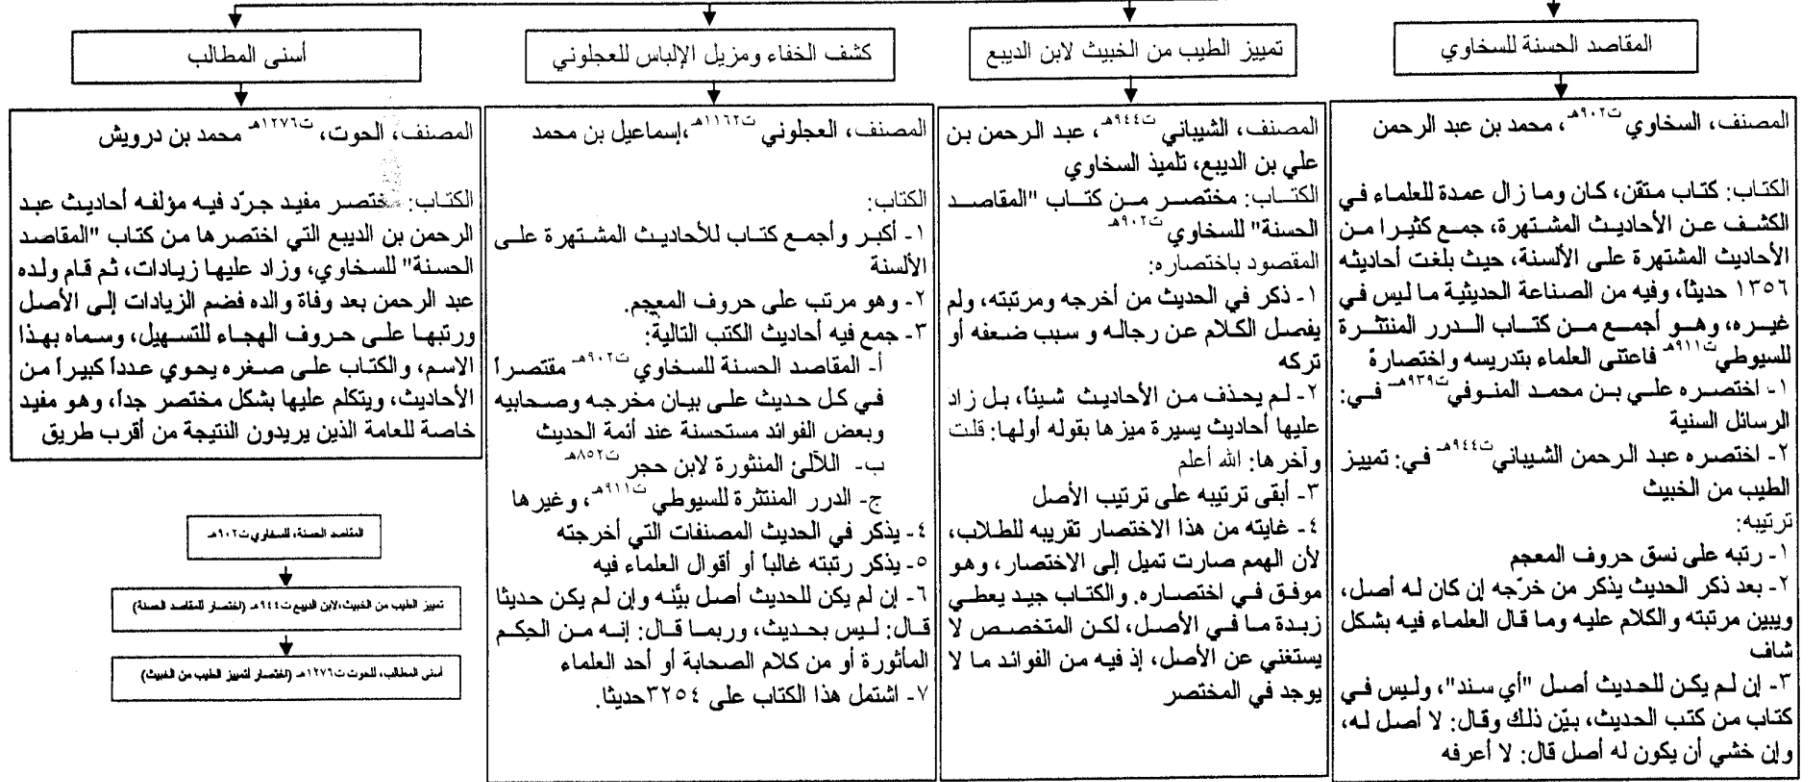 المقاصد الحسنة للسخاوي
المصنف، السخاوي ت٩٠٢هـ، محمد بن عبد الرحمن
الكتاب: كتاب متقن، كان وما زال عمدة للعلماء في
الكشف عن الأحاديث المشتهرة، جمع كثيرا من
الأحاديث المشتهرة على الألسنة، حيث بلغت أحاديثه
١٣٥٦ حديثاً، وفيه من الصناعة الحديثية ما ليس في
غيره، وهو أجمع من كتاب الدرر المنتثرة
للسيوطي ت٩١١هـ فاعتنى العلماء بتدريسه واختصارة
١- اختصره علي بن محمد المنوفي ت٩٣٩هـ في:
الرسائل السنية
٢- اختصره عبد الرحمن الشيباني ت٩٤٤هـ في: تمييز
الطيب من الخبيث
ترتيبه:
١- رتبه على نسق حروف المعجم
٢- بعد ذكر الحديث يذكر من خرّجه إن كان له أصل،
ويبين مرتبته والكلام عليه وما قال العلماء فيه بشكل
شاف
٣- إن لم يكن للحديث أصل "أي سند"، وليس في
كتاب من كتب الحديث، بيّن ذلك وقال: لا أصل له،
وإن خشي أن يكون له أصل قال: لا أعرفه
تمييز الطيب من الخبيث لابن الديبع
المصنف، الشيباني ت٩٤٤هـ، عبد الرحمن بن
علي بن الديبع، تلميذ السخاوي
الكتاب: مختصر من كتاب "المقاصد
الحسنة" للسخاوي ت٩٠٢هـ
المقصود باختصاره:
١- ذكر في الحديث من أخرجه ومرتبته، ولم
يفصل الكلام عن رجاله و سبب ضعفه أو
تركه
٢- لم يحذف من الأحاديث شيئاً، بل زاد
عليها أحاديث يسيرة ميزها بقوله أولها: قلت
وآخرها: الله أعلم
٣- أبقى ترتيبه على ترتيب الأصل
٤- غايته من هذا الاختصار تقريبه للطلاب،
لأن الهمم صارت تميل إلى الاختصار، وهو
موفق في اختصاره. والكتاب جيد يعطي
زبدة ما في الأصل، لكن المتخصص لا
يستغني عن الأصل، إذ فيه من الفوائد ما لا
يوجد في المختصر
كشف الخفاء ومزيل الإلباس للعجلوني
المصنف، العجلوني ت١١٦٢هـ،إسماعيل بن محمد
الكتاب:
١- أكبر وأجمع كتاب للأحاديث المشتهرة على
الألسنة
٢- وهو مرتب على حروف المعجم.
٣- جمع فيه أحاديث الكتب التالية:
أ- المقاصد الحسنة للسخاوي ت٩٠٢هـ مقتصراً
في كل حديث على بيان مخرجه وصحابيه
وبعض الفوائد مستحسنة عند أئمة الحديث
ب- اللآلئ المنثورة لابن حجر ت٨٥٢هـ
ج- الدرر المنتثرة للسيوطي ت٩١١هـ، وغيرها
٤- يذكر في الحديث المصنفات التي أخرجته
٥- يذكر رتبته غالباً أو أقوال العلماء فيه
٦- إن لم يكن للحديث أصل بيَّنه وإن لم يكن حديثا
قال: ليس بحديث، وربما قال: إنه من الحِكم
المأثورة أو من كلام الصحابة أو أحد العلماء
٧- اشتمل هذا الكتاب على ٣٢٥٤حديثا.
أسنى المطالب
المصنف، الحوت، ت١٢٧٦هـ محمد بن درويش
الكتاب: مختصر مفيد جرّد فيه مؤلفه أحاديث عبد
الرحمن بن الديبع التي اختصرها من كتاب "المقاصد
الحسنة" للسخاوي، وزاد عليها زيادات، ثم قام ولده
عبد الرحمن بعد وفاة والده فضم الزيادات إلى الأصل
ورتبها على حروف الهجاء للتسهيل، وسماه بهذا
الاسم، والكتاب على صغره يحوي عدداً كبيراً من
الأحاديث، ويتكلم عليها بشكل مختصر جداً، وهو مفيد
خاصة للعامة الذين يريدون النتيجة من أقرب طريق
المقاصد الحسنة، للسخاوي ت٩٠٢هـ
تمييز الطيب من الخبيث، لابن الديبع ت٩٤٤هـ (اختصار للمقاصد الحسنة)
أسنى المطالب، للحوت ت١٢٧٦هـ (اختصار لتمييز الطيب من الخبيث)